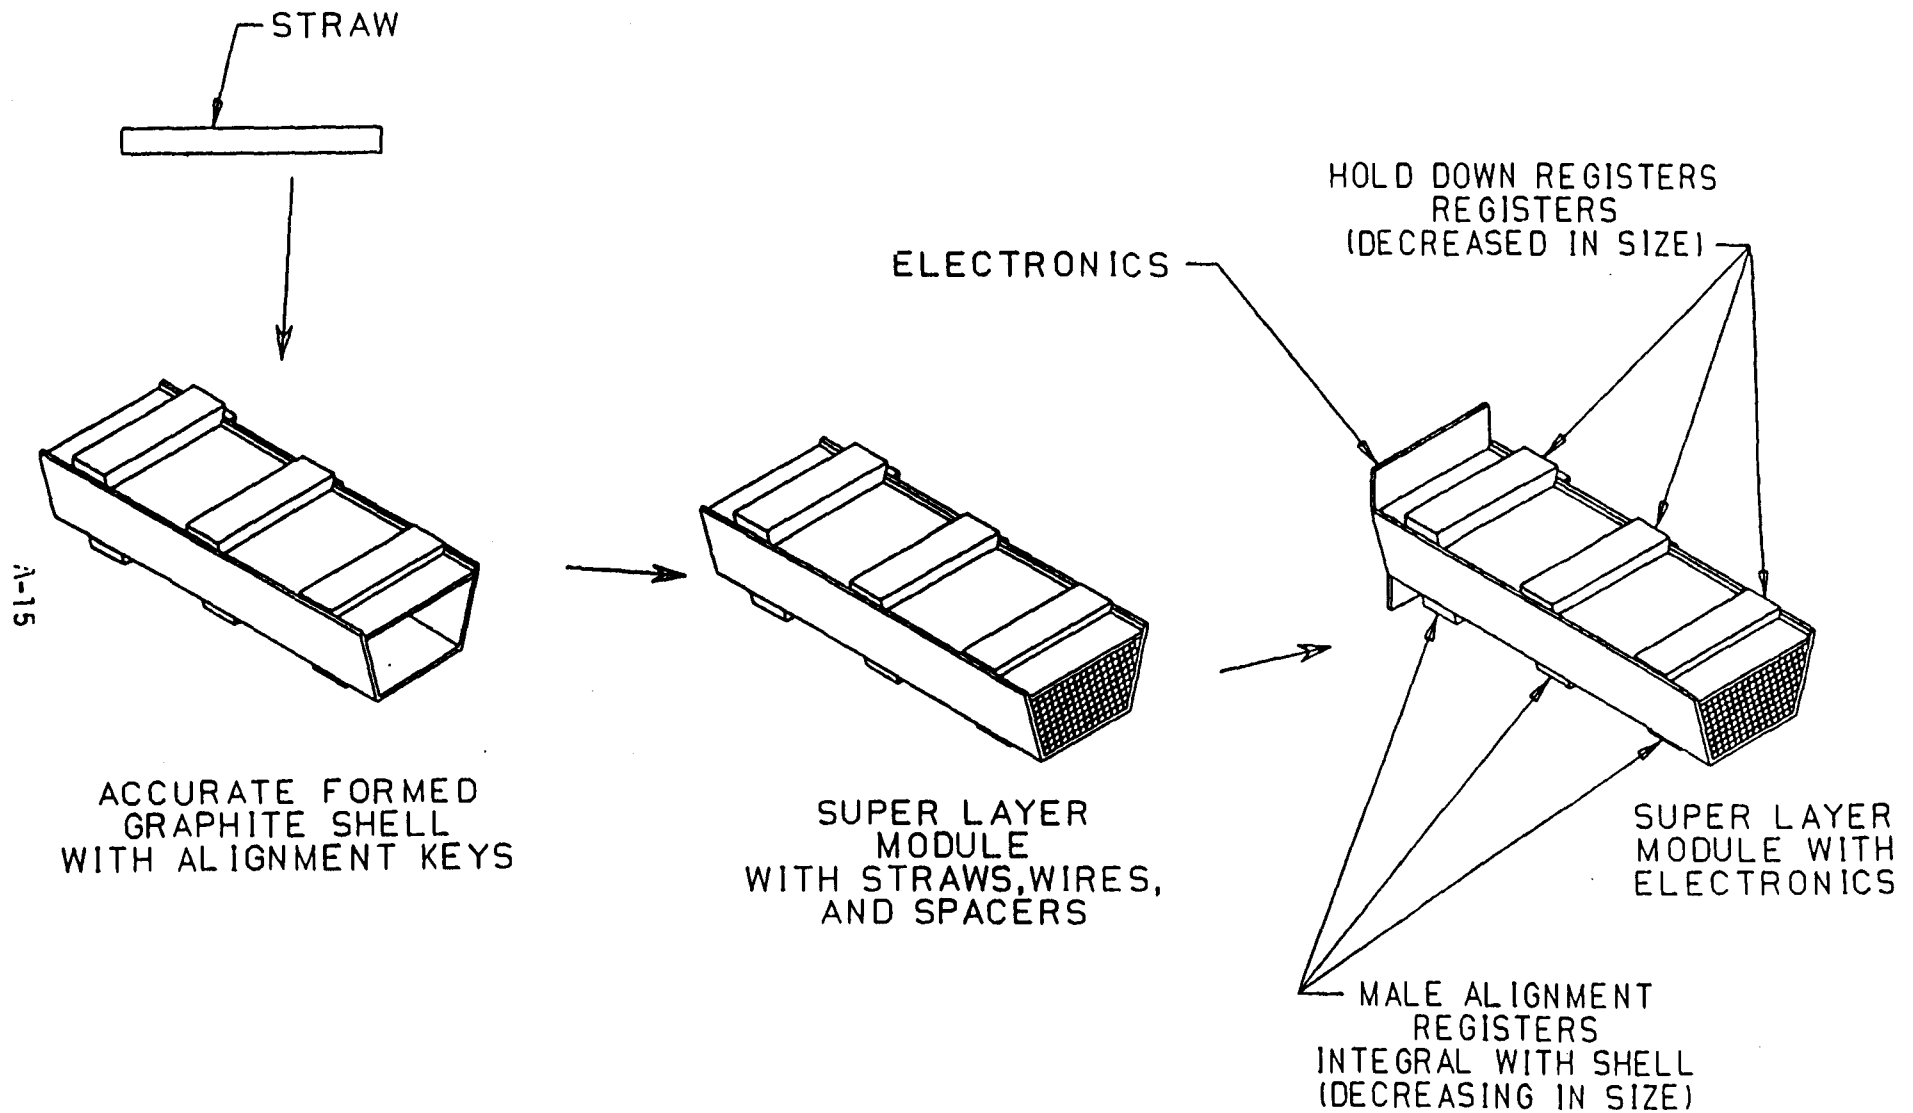 STRAW
HOLD DOWN REGISTERS
REGISTERS
(DECREASED IN SIZE)
ELECTRONICS
A-15
ACCURATE FORMED
GRAPHITE SHELL
WITH ALIGNMENT KEYS
SUPER LAYER
MODULE
WITH STRAWS, WIRES,
AND SPACERS
SUPER LAYER
MODULE WITH
ELECTRONICS
MALE ALIGNMENT
REGISTERS
INTEGRAL WITH SHELL
(DECREASING IN SIZE)